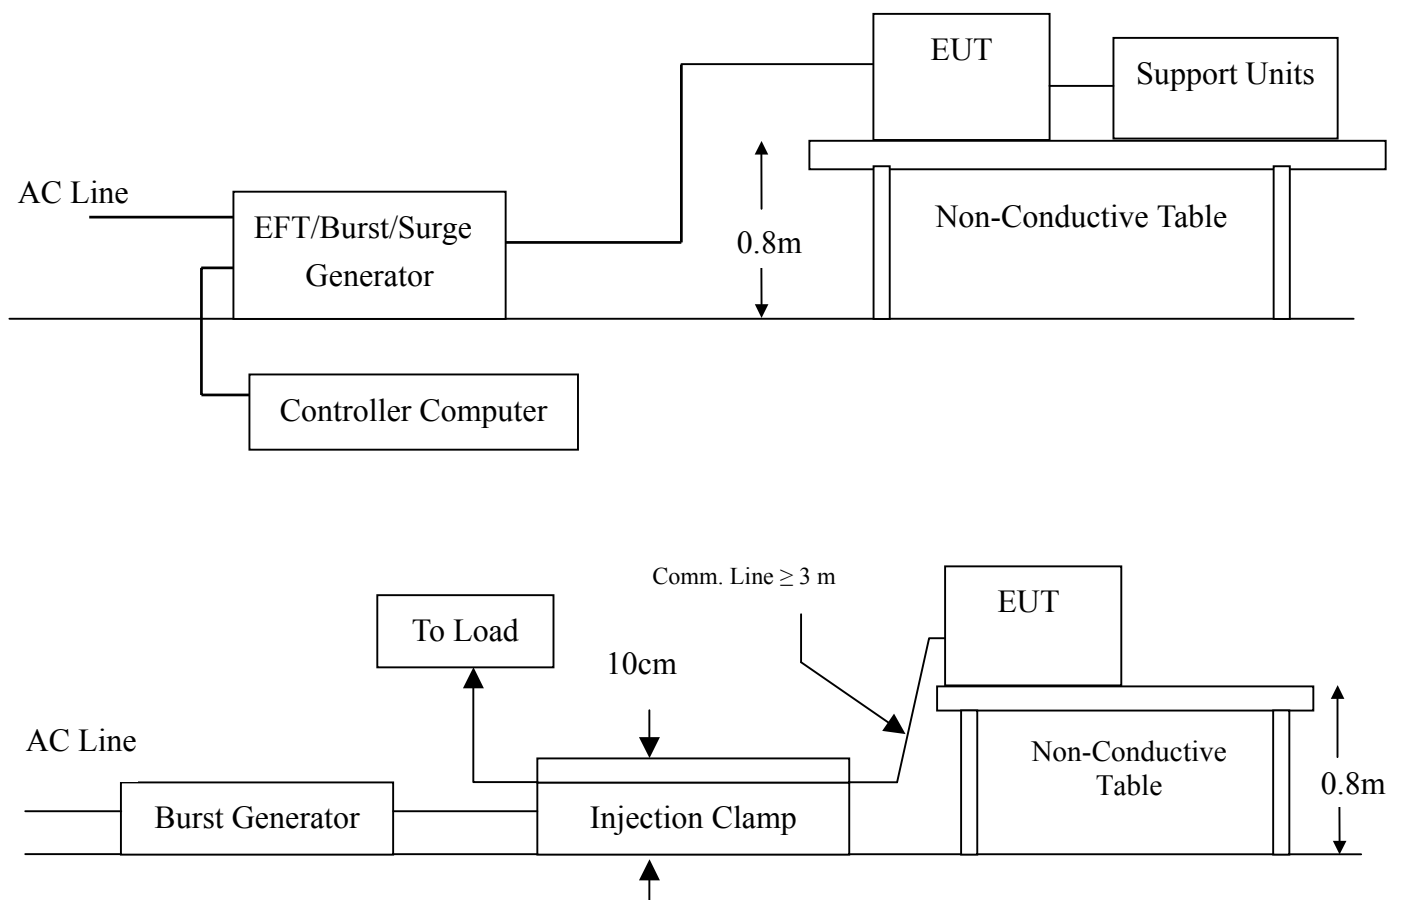 EUT
Support Units
AC Line
EFT/Burst/Surge
Generator
0.8m
Non-Conductive Table
Controller Computer
Comm. Line ≥ 3 m
EUT
To Load
10cm
AC Line
Non-Conductive
Table
0.8m
Burst Generator
Injection Clamp